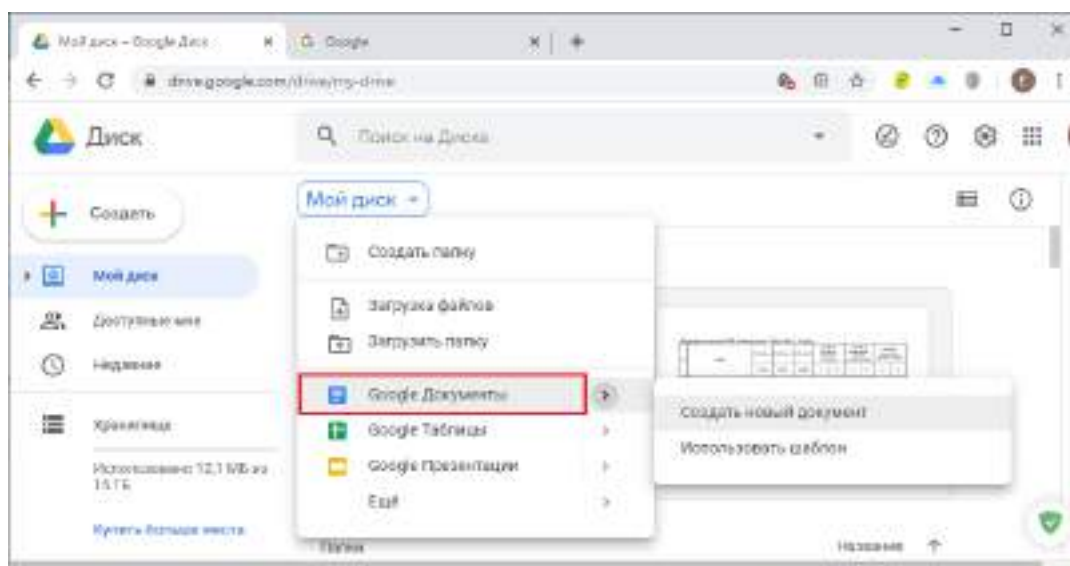 Мой диск – Google Диск
Google
drive.google.com/drive/my-drive
Диск
Поиск на Диске
Создать
Мой диск
Создать папку
Мой диск
Загрузка файлов
Доступные мне
Загрузить папку
Недавние
Google Документы
Создать новый документ
Хранилище
Google Таблицы
Использовать шаблон
Использовано 12,1 МБ из
15 ГБ
Google Презентации
Ещё
Купить больше места
Папки
Название